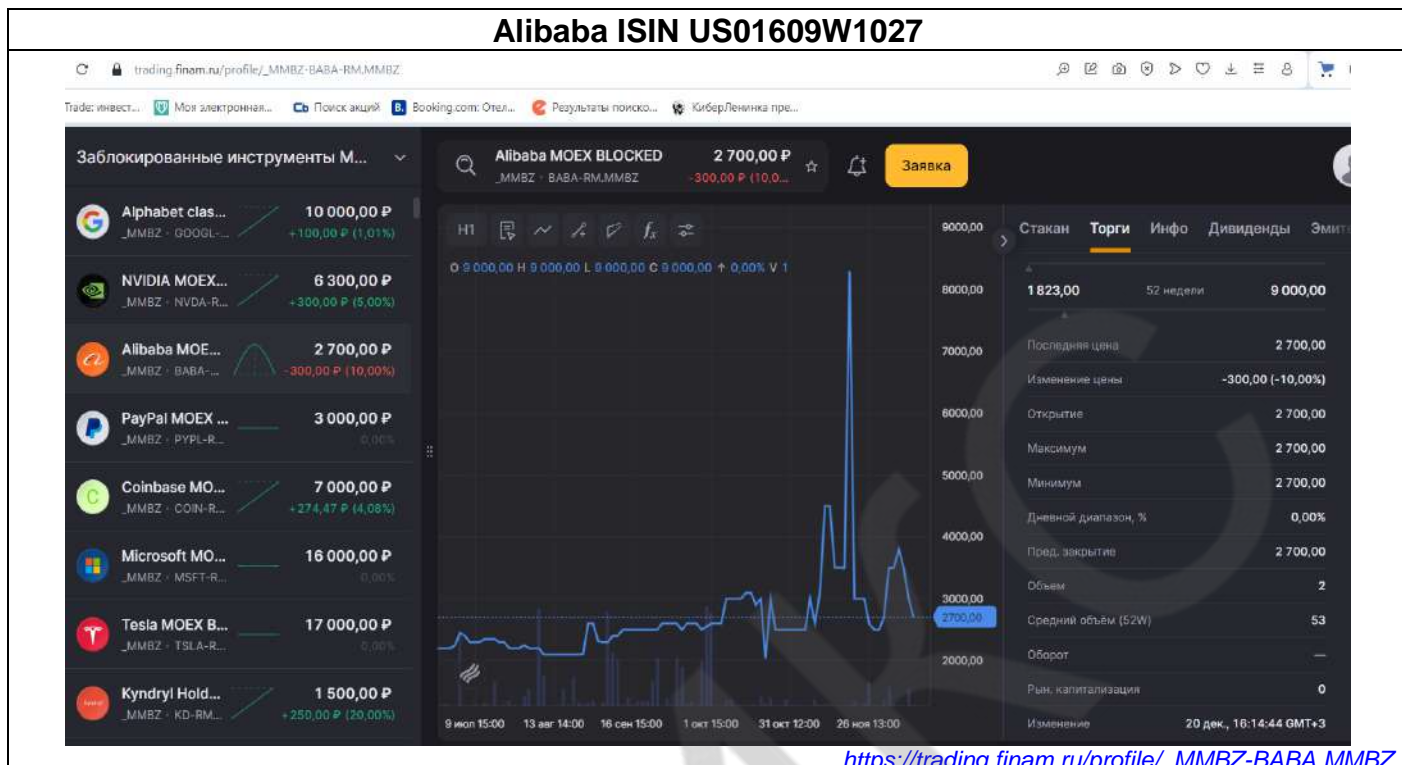 Alibaba ISIN US01609W1027
trading.finam.ru/profile/_MMBZ-BABA-RM.MMBZ
Trade: инвест... Моя электронная... Сь Поиск акций B. Booking.com: Отел... Результаты поиско... КиберЛенинка пре...
Заблокированные инструменты М...
Alibaba MOEX BLOCKED 2 700,00 ₽
_MMBZ · BABA-RM.MMBZ -300,00 ₽ (10,0...
Заявка
Alphabet clas... 10 000,00 ₽
_MMBZ · GOOGL-... +100,00 ₽ (1,01%)
NVIDIA MOEX... 6 300,00 ₽
_MMBZ · NVDA-R... +300,00 ₽ (5,00%)
Alibaba MOE... 2 700,00 ₽
_MMBZ · BABA-... -300,00 ₽ (10,00%)
PayPal MOEX ... 3 000,00 ₽
_MMBZ · PYPL-R... 0,00%
Coinbase MO... 7 000,00 ₽
_MMBZ · COIN-R... +274,47 ₽ (4,08%)
Microsoft MO... 16 000,00 ₽
_MMBZ · MSFT-R... 0,00%
Tesla MOEX B... 17 000,00 ₽
_MMBZ · TSLA-R... 0,00%
Kyndryl Hold... 1 500,00 ₽
_MMBZ · KD-RM... +250,00 ₽ (20,00%)
H1
O 9 000,00 H 9 000,00 L 9 000,00 C 9 000,00 ↑ 0,00% V 1
9000,00
8000,00
7000,00
6000,00
5000,00
4000,00
3000,00
2700,00
2000,00
9 июл 15:00 13 авг 14:00 16 сен 15:00 1 окт 15:00 31 окт 12:00 26 ноя 13:00
Стакан Торги Инфо Дивиденды Эмит
1 823,00 52 недели 9 000,00
Последняя цена 2 700,00
Изменение цены -300,00 (-10,00%)
Открытие 2 700,00
Максимум 2 700,00
Минимум 2 700,00
Дневной диапазон, % 0,00%
Пред. закрытие 2 700,00
Объем 2
Средний объём (52W) 53
Оборот —
Рын. капитализация 0
Изменение 20 дек., 16:14:44 GMT+3
https://trading.finam.ru/profile/_MMBZ-BABA.MMBZ